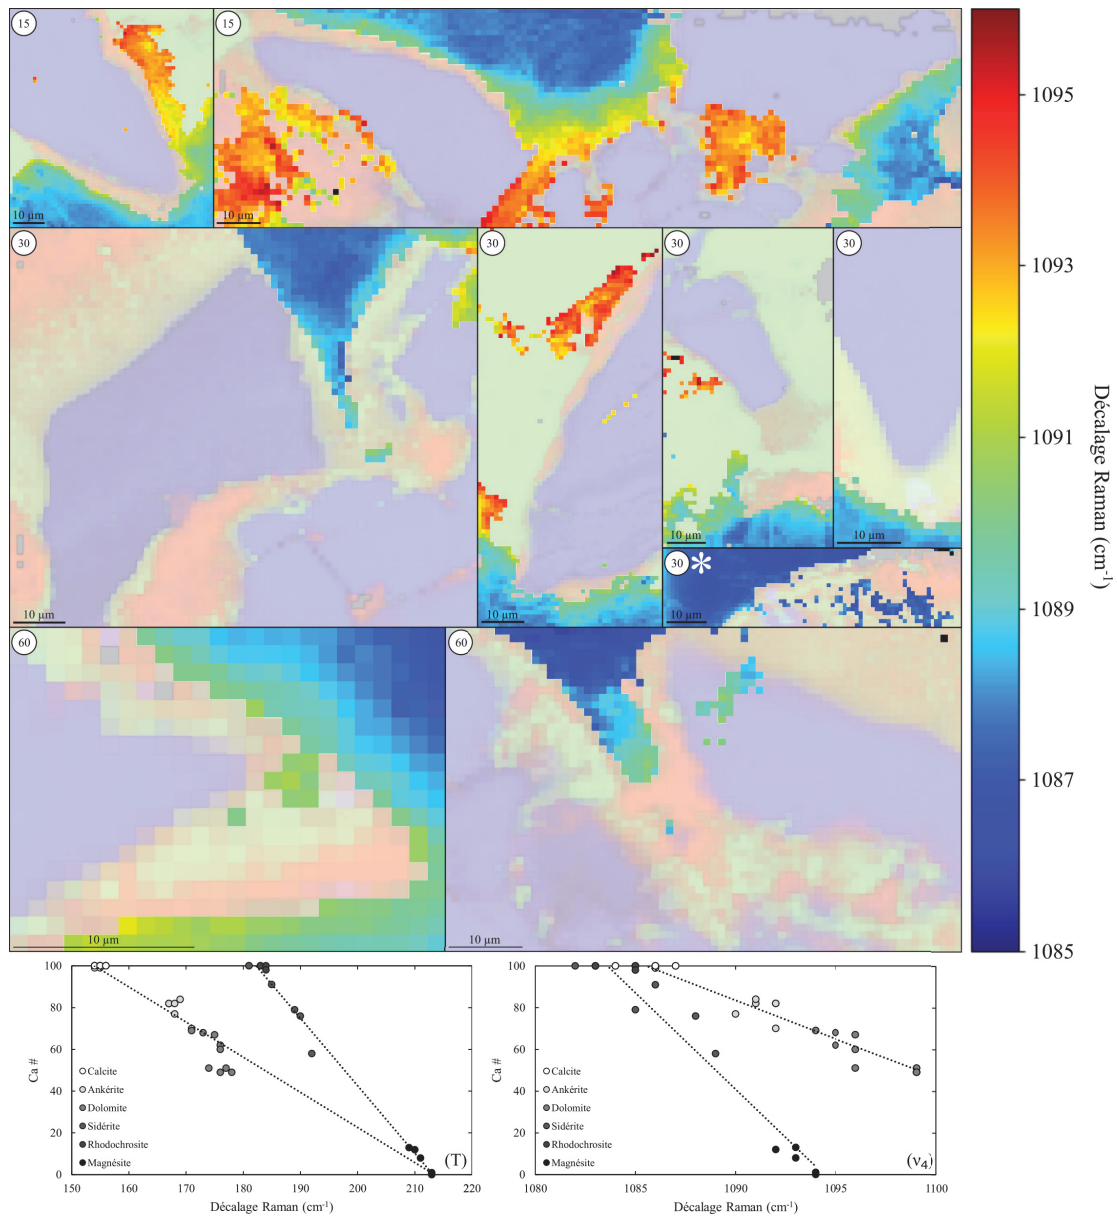 15
15
10 µm
10 µm
30
30
30
30
10 µm
10 µm
10 µm
10 µm
30 *
10 µm
60
60
10 µm
10 µm
1095
1093
1091
1089
1087
1085
Décalage Raman (cm-1)
100
80
60
40
20
0
Ca #
Calcite
Ankérite
Dolomite
Sidérite
Rhodochrosite
Magnésite
(T)
150 160 170 180 190 200 210 220
Décalage Raman (cm-1)
100
80
60
40
20
0
Ca #
Calcite
Ankérite
Dolomite
Sidérite
Rhodochrosite
Magnésite
(ν4)
1080 1085 1090 1095 1100
Décalage Raman (cm-1)